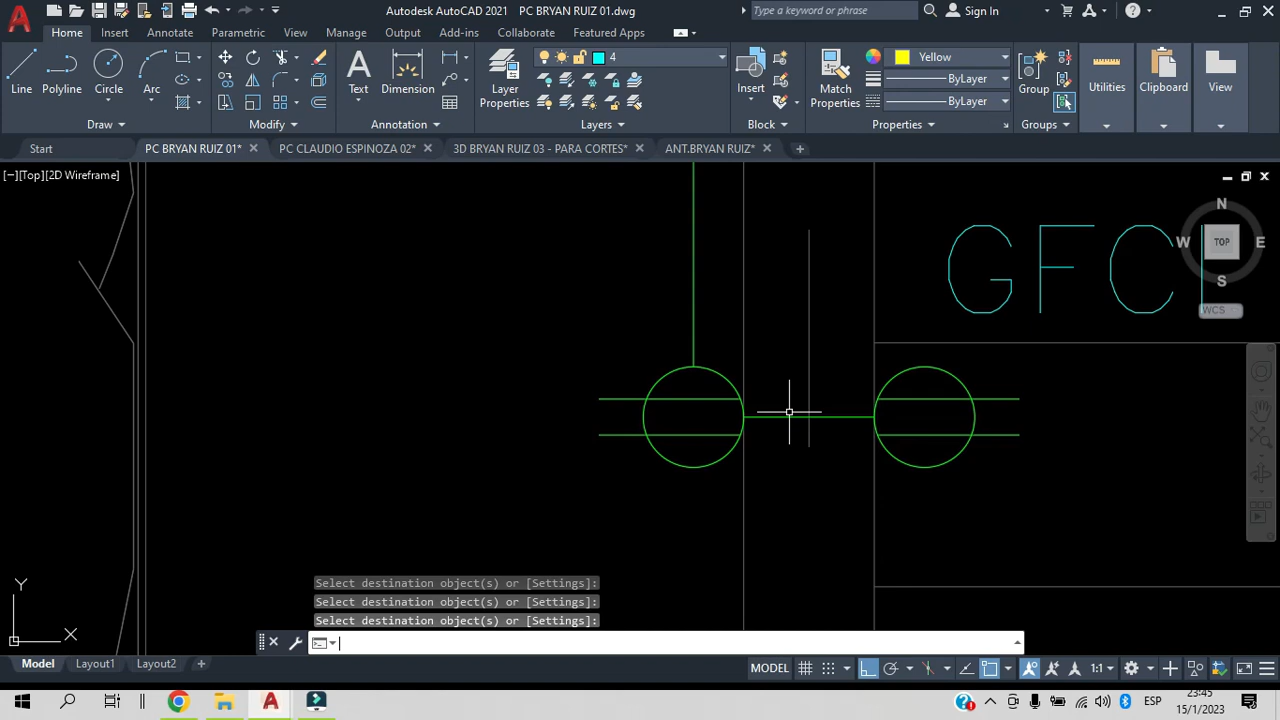 Autodesk AutoCAD 2021 PC BRYAN RUIZ 01.dwg
Type a keyword or phrase
Sign In
Home Insert Annotate Parametric View Manage Output Add-ins Collaborate Featured Apps
Line Polyline Circle Arc
Draw
Modify
Text Dimension
Annotation
Layer
Properties
4
Layers
Insert
Block
Match
Properties
Yellow
ByLayer
ByLayer
Properties
Group
Groups
Utilities
Clipboard
View
Start
PC BRYAN RUIZ 01*
PC CLAUDIO ESPINOZA 02*
3D BRYAN RUIZ 03 - PARA CORTES*
ANT.BRYAN RUIZ*
[−][Top][2D Wireframe]
GFCI
N
W TOP E
S
WCS
Y
X
Select destination object(s) or [Settings]:
Select destination object(s) or [Settings]:
Select destination object(s) or [Settings]:
Model Layout1 Layout2
MODEL
1:1
ESP
23:45
15/1/2023